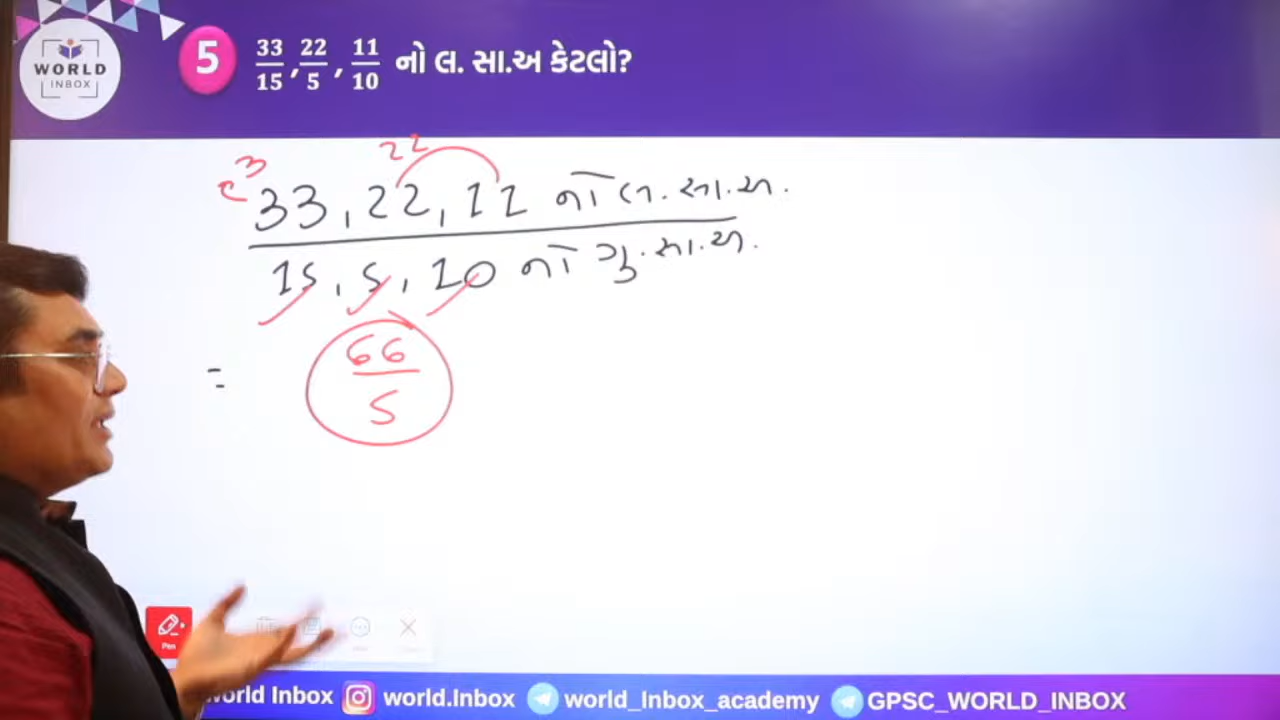 WORLD
INBOX
5 33/15, 22/5, 11/10 નો લ. સા.અ કેટલો?
3 22
33, 22, 11 નો લ.સા.અ.
15, 5, 10 નો ગુ.સા.અ.
= 66/5
Pen
World Inbox world.Inbox world_Inbox_academy GPSC_WORLD_INBOX